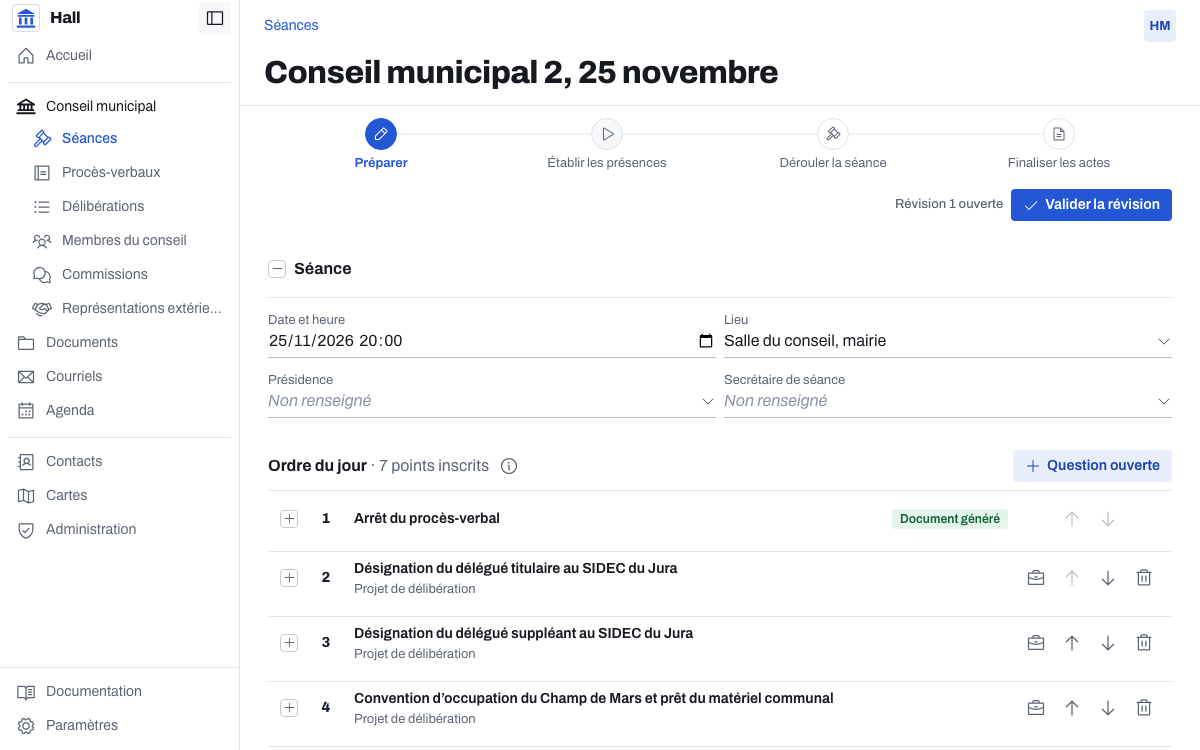 Hall
Accueil
Conseil municipal
Séances
Procès-verbaux
Délibérations
Membres du conseil
Commissions
Représentations extérie...
Documents
Courriels
Agenda
Contacts
Cartes
Administration
Documentation
Paramètres
Séances
HM
Conseil municipal 2, 25 novembre
Préparer
Établir les présences
Dérouler la séance
Finaliser les actes
Révision 1 ouverte
Valider la révision
Séance
Date et heure
25/11/2026 20:00
Lieu
Salle du conseil, mairie
Présidence
Non renseigné
Secrétaire de séance
Non renseigné
Ordre du jour · 7 points inscrits
Question ouverte
1 Arrêt du procès-verbal Document généré
2 Désignation du délégué titulaire au SIDEC du Jura
Projet de délibération
3 Désignation du délégué suppléant au SIDEC du Jura
Projet de délibération
4 Convention d’occupation du Champ de Mars et prêt du matériel communal
Projet de délibération